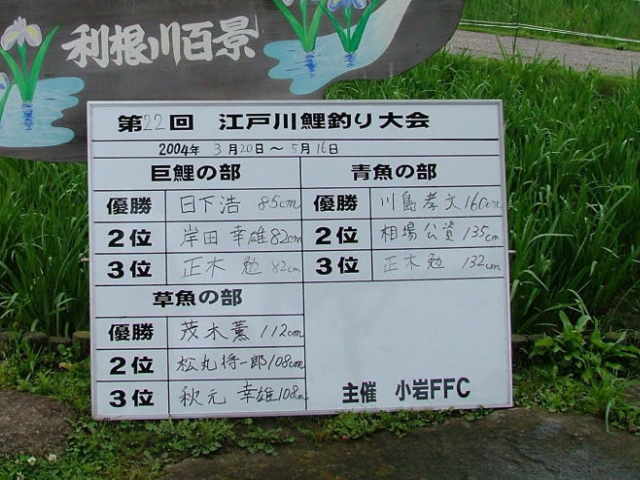 利根川百景
第22回 江戸川鯉釣り大会
2004年 3月20日～5月16日
巨鯉の部
優勝 日下浩 85cm
2位 岸田幸雄 82cm
3位 正木勉 82cm
青魚の部
優勝 川島孝文 160cm
2位 相場公資 135cm
3位 正木勉 132cm
草魚の部
優勝 茂木薫 112cm
2位 松丸将一郎 108cm
3位 秋元幸雄 108cm
主催 小岩FFC